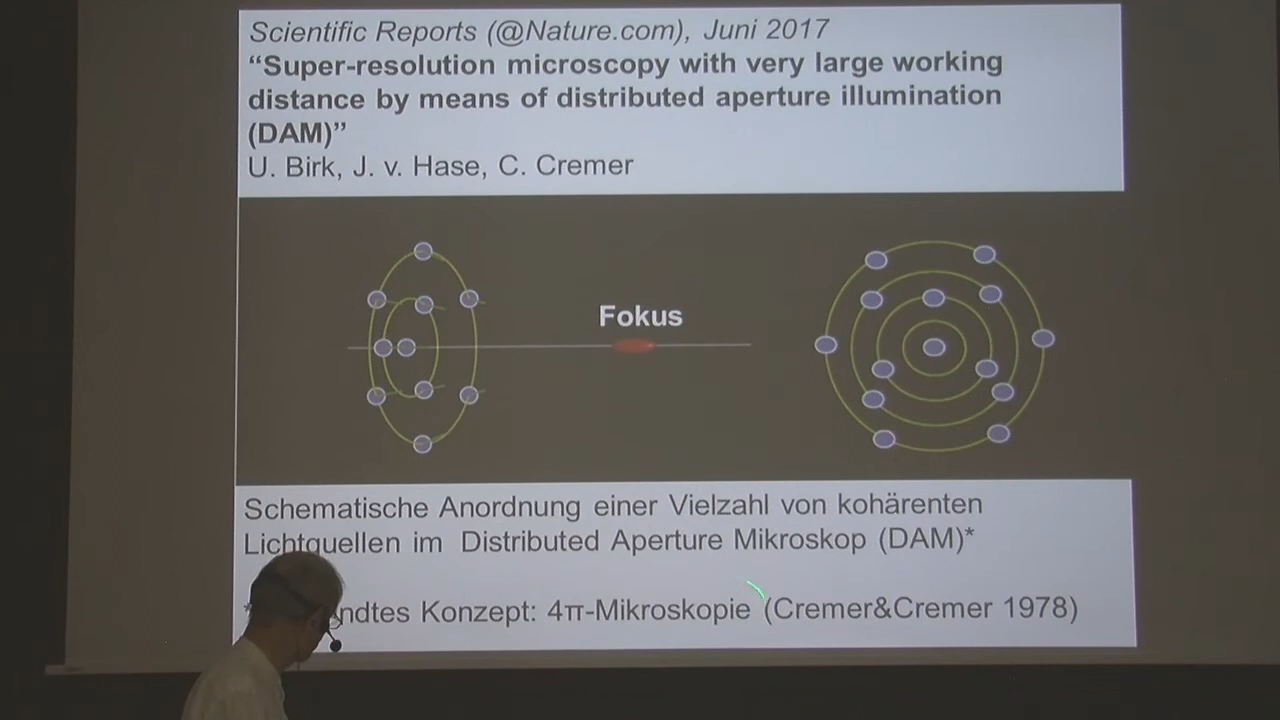 Scientific Reports (@Nature.com), Juni 2017
“Super-resolution microscopy with very large working
distance by means of distributed aperture illumination
(DAM)”
U. Birk, J. v. Hase, C. Cremer
Fokus
Schematische Anordnung einer Vielzahl von kohärenten
Lichtquellen im Distributed Aperture Mikroskop (DAM)*
ndtes Konzept: 4π-Mikroskopie (Cremer&Cremer 1978)